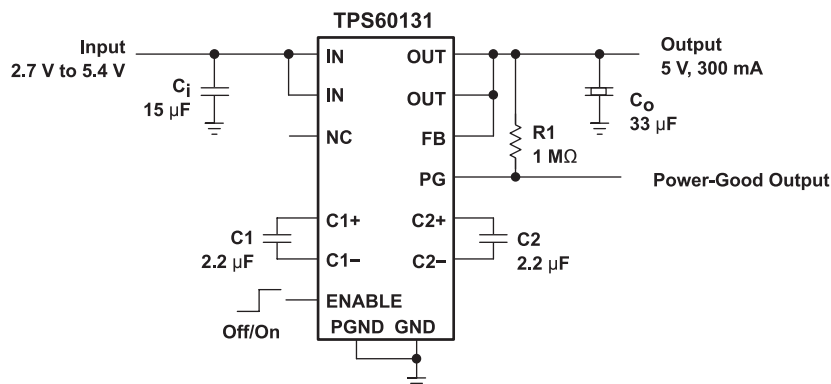 TPS60131
Input
2.7 V to 5.4 V
Ci
15 µF
IN
IN
NC
C1
2.2 µF
C1+
C1−
ENABLE
Off/On
PGND GND
OUT
OUT
FB
PG
C2+
C2−
C2
2.2 µF
R1
1 MΩ
Co
33 µF
Output
5 V, 300 mA
Power-Good Output